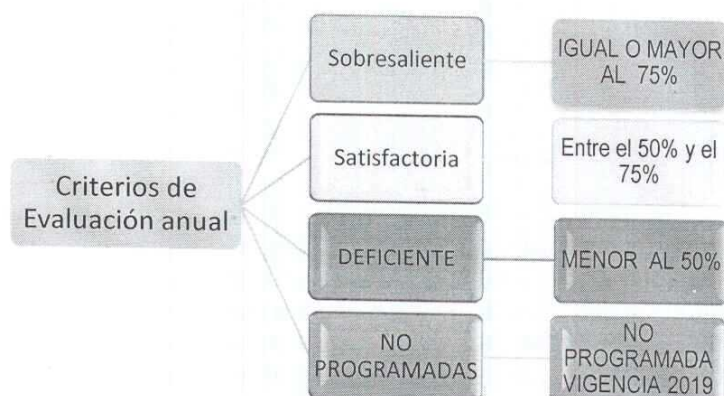 Sobresaliente
IGUAL O MAYOR
AL 75%
Satisfactoria
Entre el 50% y el
75%
Criterios de
Evaluación anual
DEFICIENTE
MENOR AL 50%
NO
PROGRAMADAS
NO
PROGRAMADA
VIGENCIA 2019